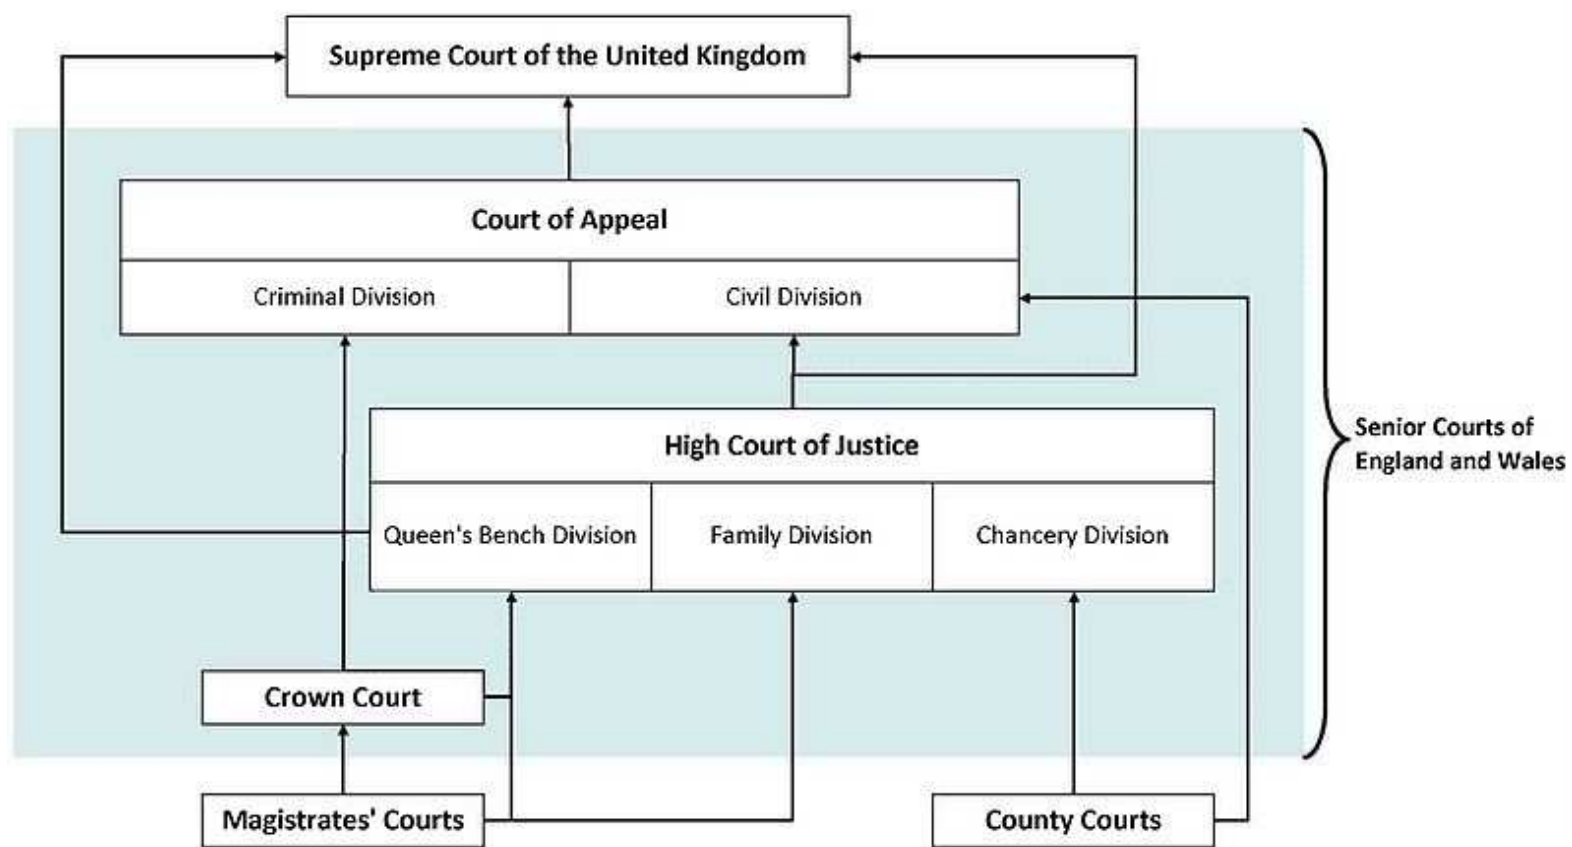 Supreme Court of the United Kingdom
Court of Appeal
Criminal Division
Civil Division
High Court of Justice
Senior Courts of
England and Wales
Queen's Bench Division
Family Division
Chancery Division
Crown Court
Magistrates' Courts
County Courts